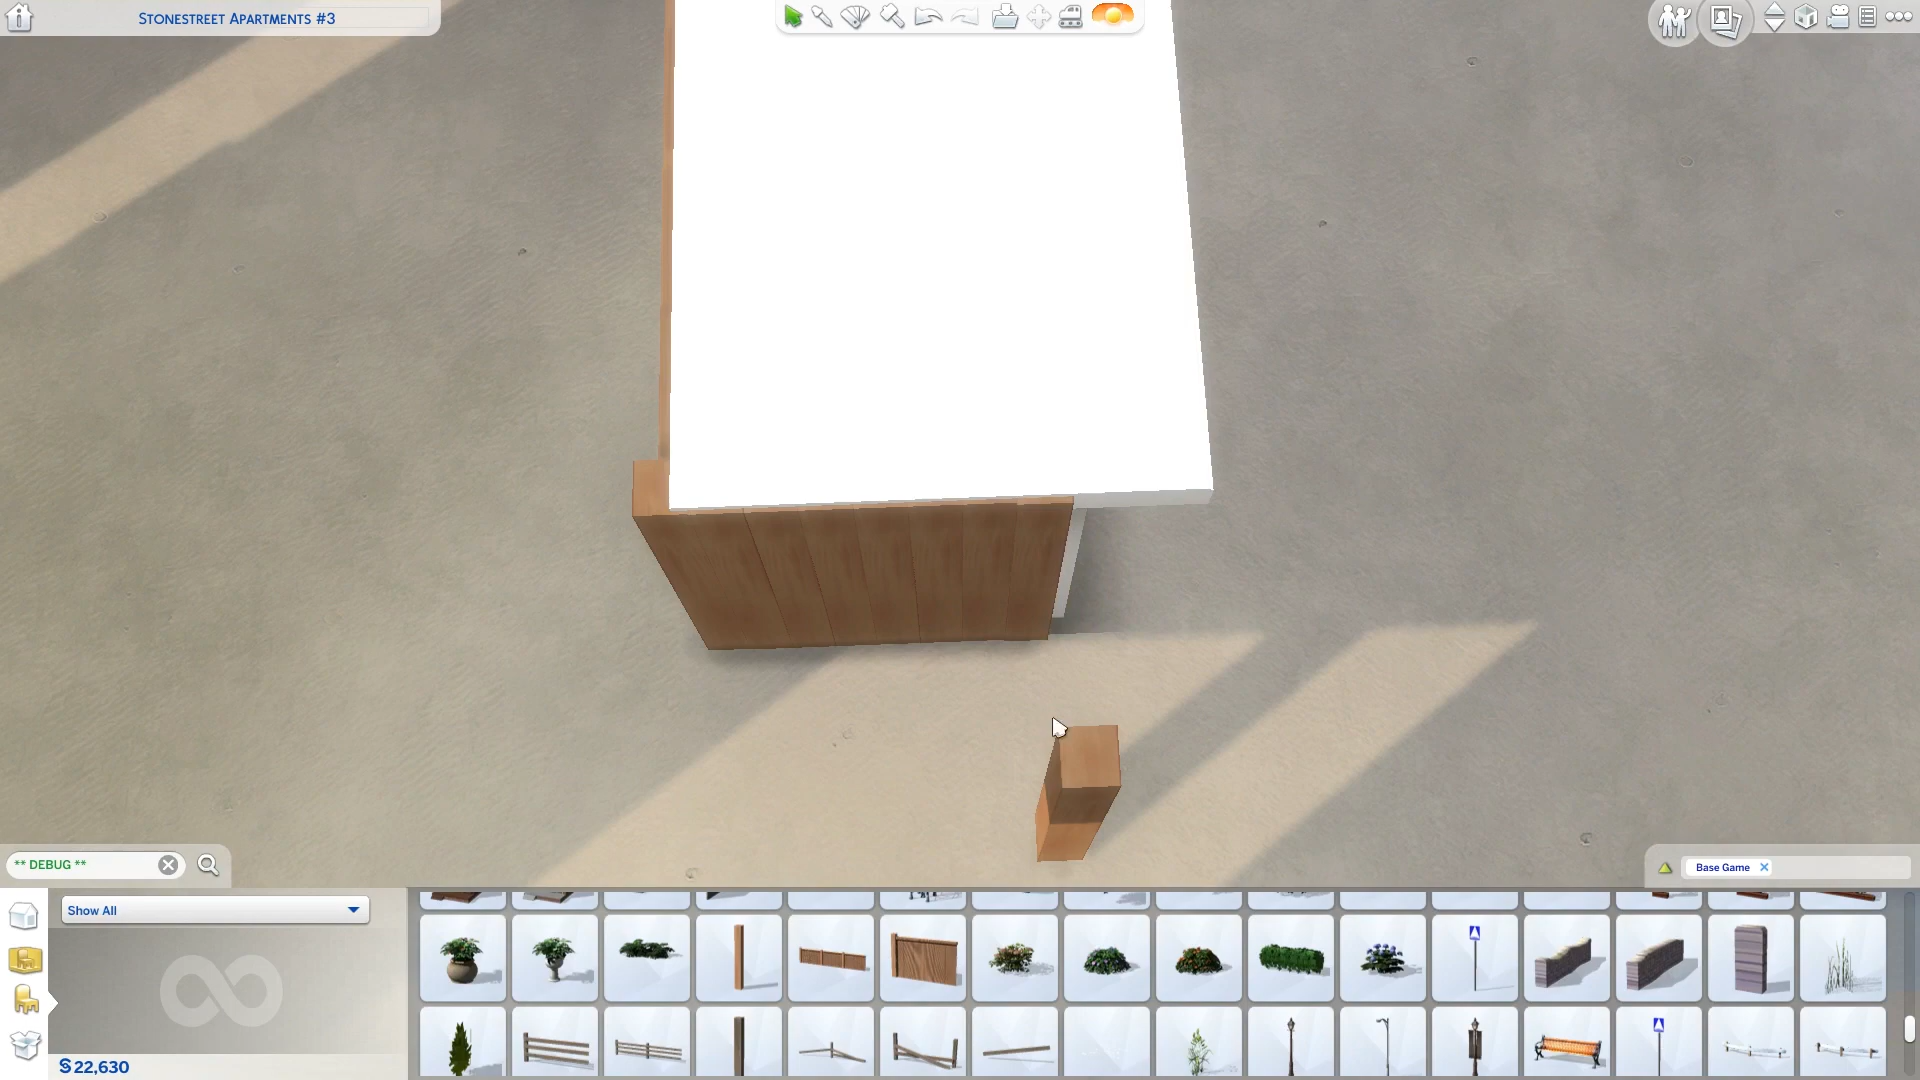 STONESTREET APARTMENTS #3
** DEBUG **
Base Game
Show All
§22,630